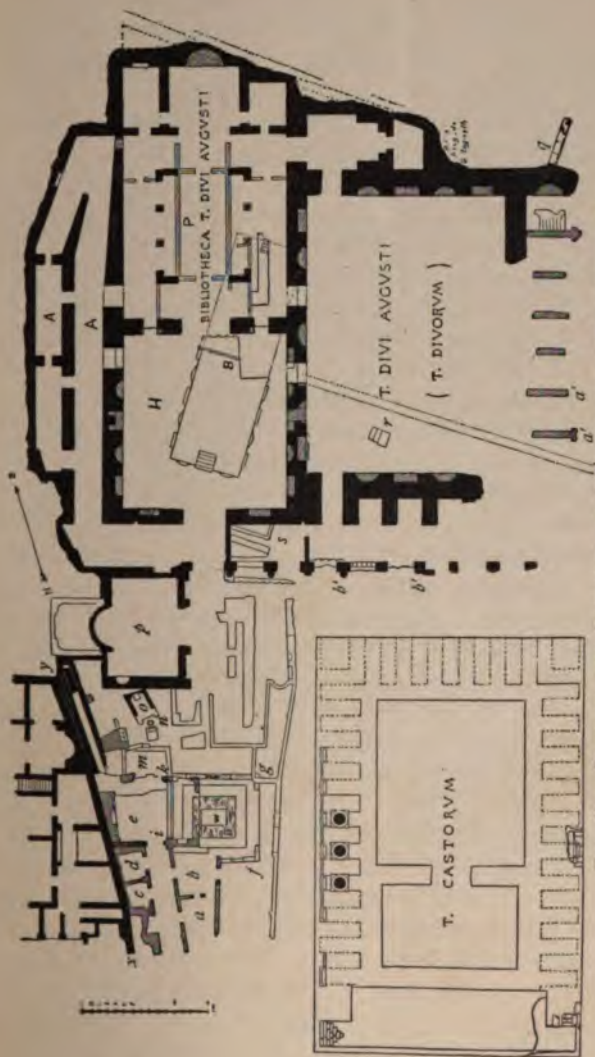 BIBLIOTHECA T. DIVI AVGVSTI
P
A
A
H
B
T. DIVI AVGVSTI
( T. DIVORVM )
T. CASTORVM
r
q
a'
a'
s
b'
b'
p
y
x
m
n
o
k
i
g
e
d
c
b
a
f